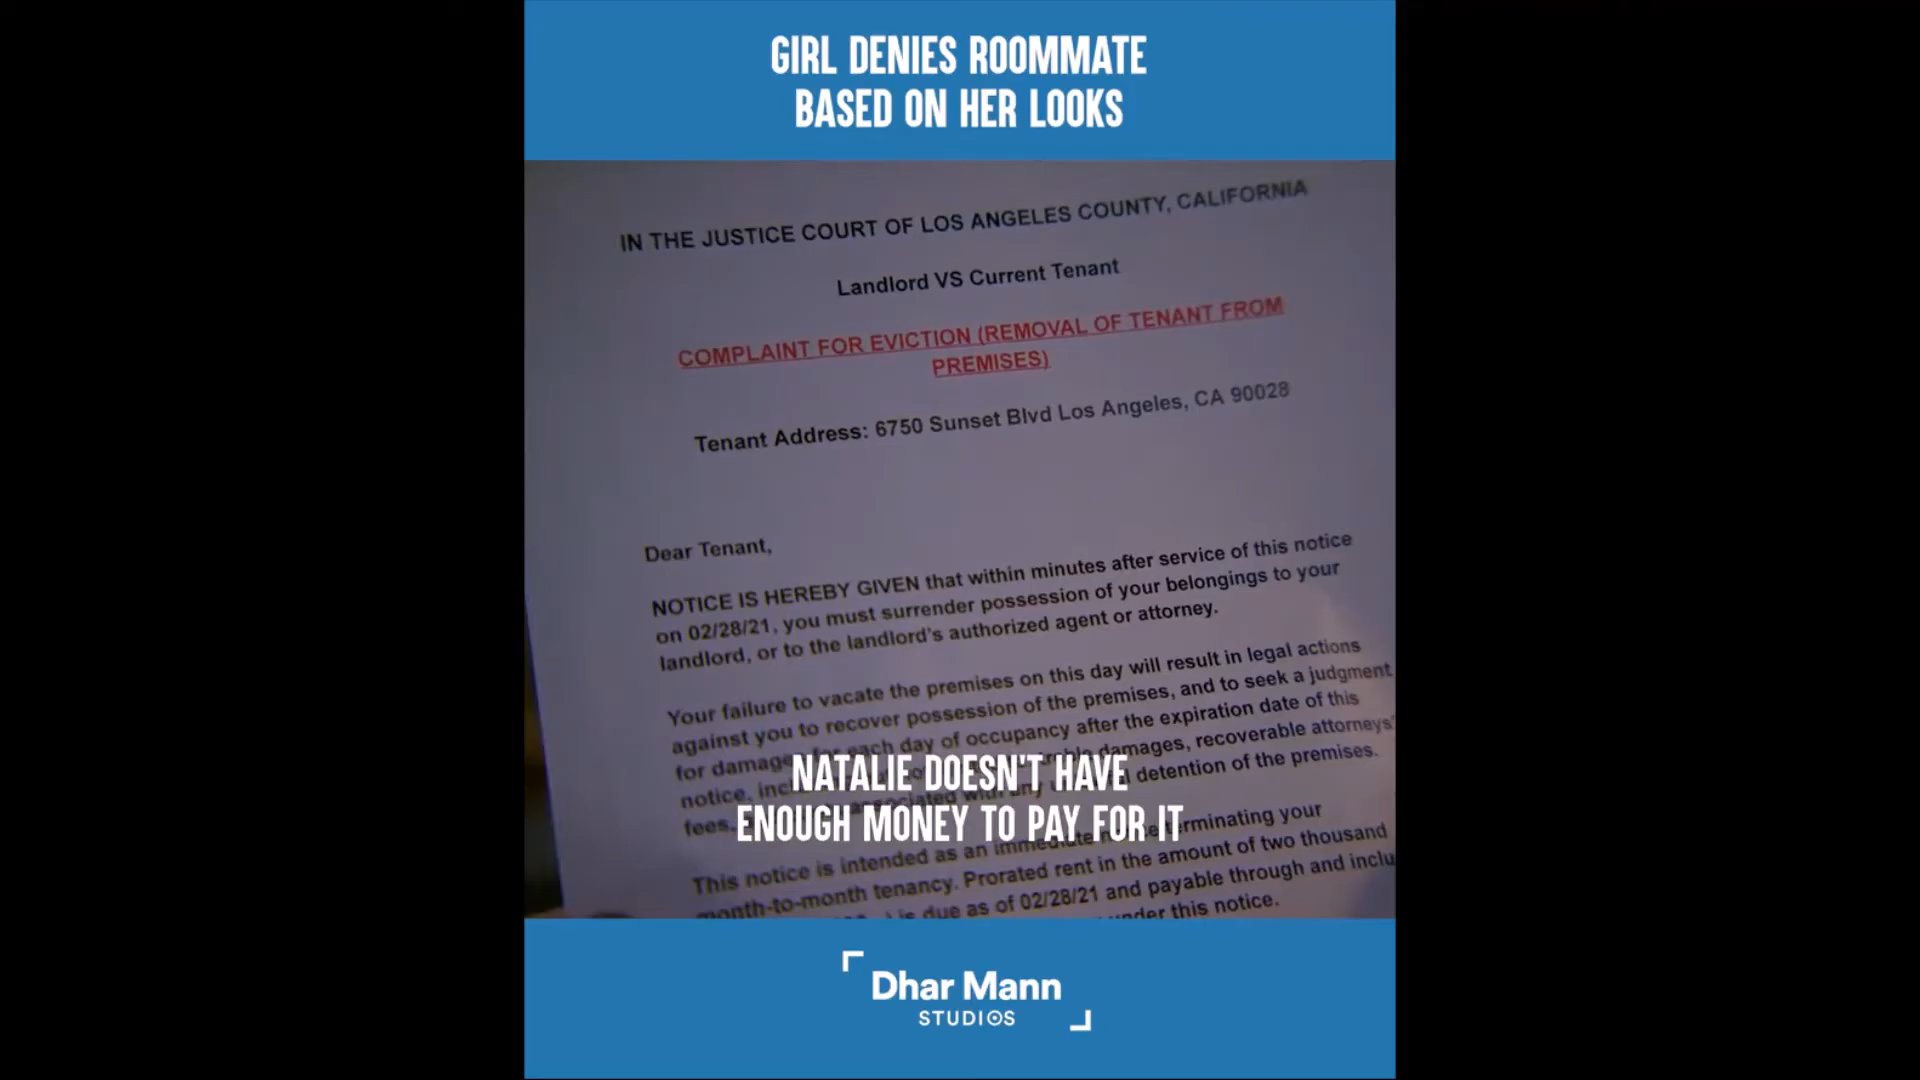 GIRL DENIES ROOMMATE
BASED ON HER LOOKS
IN THE JUSTICE COURT OF LOS ANGELES COUNTY, CALIFORNIA
Landlord VS Current Tenant
COMPLAINT FOR EVICTION (REMOVAL OF TENANT FROM
PREMISES)
Tenant Address: 6750 Sunset Blvd Los Angeles, CA 90028
Dear Tenant,
NOTICE IS HEREBY GIVEN that within minutes after service of this notice
on 02/28/21, you must surrender possession of your belongings to your
landlord, or to the landlord's authorized agent or attorney.
Your failure to vacate the premises on this day will result in legal actions
against you to recover possession of the premises, and to seek a judgment
for damages for each day of occupancy after the expiration date of this
notice, damages, recoverable attorneys'
fees, associated with any detention of the premises.
NATALIE DOESN'T HAVE
ENOUGH MONEY TO PAY FOR IT
This notice is intended as an immediate terminating your
month-to-month tenancy. Prorated rent in the amount of two thousand
is due as of 02/28/21 and payable through and
under this notice.
Dhar Mann
STUDIOS